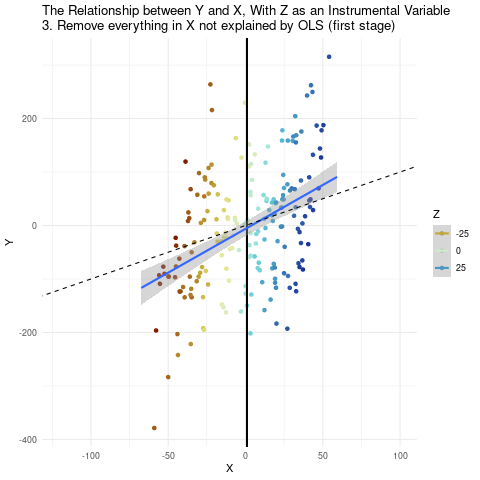 The Relationship between Y and X, With Z as an Instrumental Variable
3. Remove everything in X not explained by OLS (first stage)
Y
200
0
-200
-400
-100
-50
0
50
100
X
Z
-25
0
25